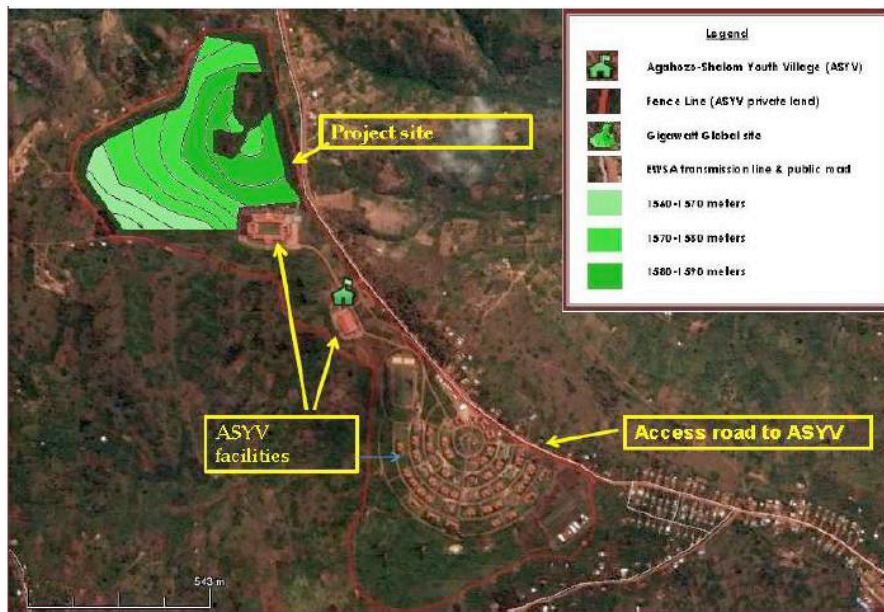 Legend
Agahozo-Shalom Youth Village (ASYV)
Fence Line (ASYV private land)
Gigawatt Global site
EWSA transmission line & public road
1560-1570 meters
1570-1580 meters
1580-1590 meters
Project site
ASYV
facilities
Access road to ASYV
543 m